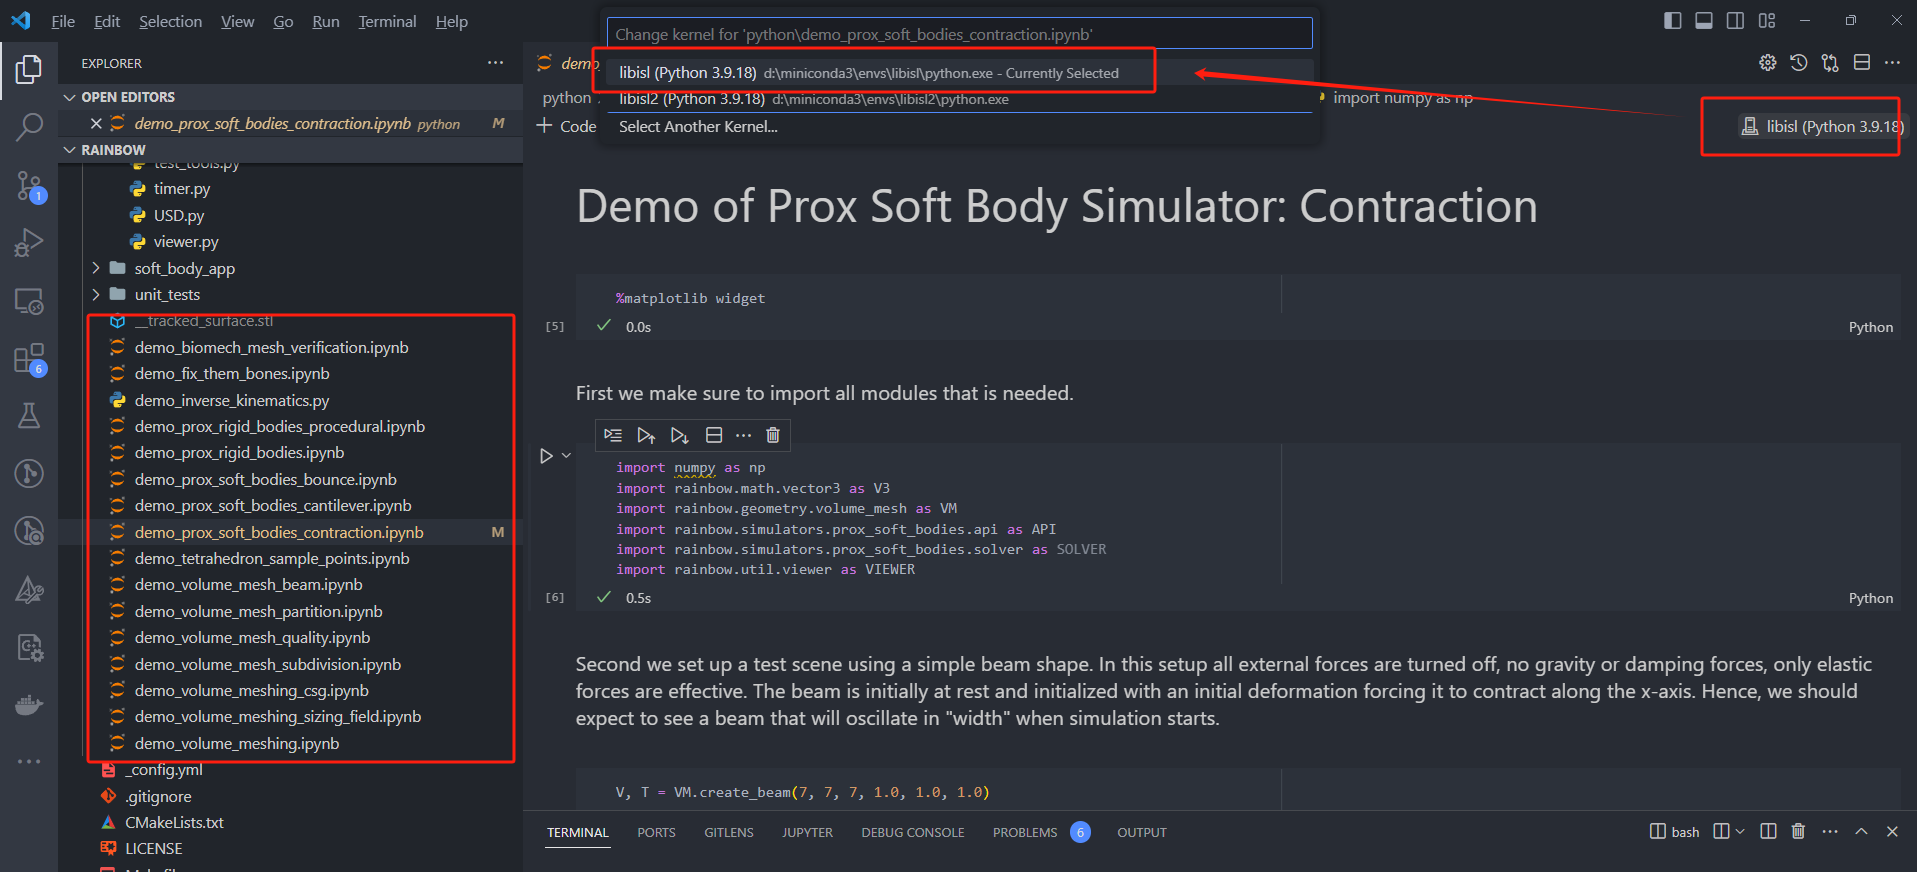 File Edit Selection View Go Run Terminal Help
Change kernel for 'python\demo_prox_soft_bodies_contraction.ipynb'
libisl (Python 3.9.18) d:\miniconda3\envs\libisl\python.exe - Currently Selected
libisl2 (Python 3.9.18) d:\miniconda3\envs\libisl2\python.exe
Select Another Kernel...
EXPLORER
OPEN EDITORS
demo_prox_soft_bodies_contraction.ipynb python M
RAINBOW
test_tools.py
timer.py
USD.py
viewer.py
soft_body_app
unit_tests
__tracked_surface.stl
demo_biomech_mesh_verification.ipynb
demo_fix_them_bones.ipynb
demo_inverse_kinematics.py
demo_prox_rigid_bodies_procedural.ipynb
demo_prox_rigid_bodies.ipynb
demo_prox_soft_bodies_bounce.ipynb
demo_prox_soft_bodies_cantilever.ipynb
demo_prox_soft_bodies_contraction.ipynb M
demo_tetrahedron_sample_points.ipynb
demo_volume_mesh_beam.ipynb
demo_volume_mesh_partition.ipynb
demo_volume_mesh_quality.ipynb
demo_volume_mesh_subdivision.ipynb
demo_volume_meshing_csg.ipynb
demo_volume_meshing_sizing_field.ipynb
demo_volume_meshing.ipynb
_config.yml
.gitignore
CMakeLists.txt
LICENSE
1
6
demo_
python
import numpy as np
Code
libisl (Python 3.9.18)
Demo of Prox Soft Body Simulator: Contraction
%matplotlib widget
[5] 0.0s Python
First we make sure to import all modules that is needed.
import numpy as np
import rainbow.math.vector3 as V3
import rainbow.geometry.volume_mesh as VM
import rainbow.simulators.prox_soft_bodies.api as API
import rainbow.simulators.prox_soft_bodies.solver as SOLVER
import rainbow.util.viewer as VIEWER
[6] 0.5s Python
Second we set up a test scene using a simple beam shape. In this setup all external forces are turned off, no gravity or damping forces, only elastic
forces are effective. The beam is initially at rest and initialized with an initial deformation forcing it to contract along the x-axis. Hence, we should
expect to see a beam that will oscillate in "width" when simulation starts.
V, T = VM.create_beam(7, 7, 7, 1.0, 1.0, 1.0)
TERMINAL PORTS GITLENS JUPYTER DEBUG CONSOLE PROBLEMS 6 OUTPUT
bash